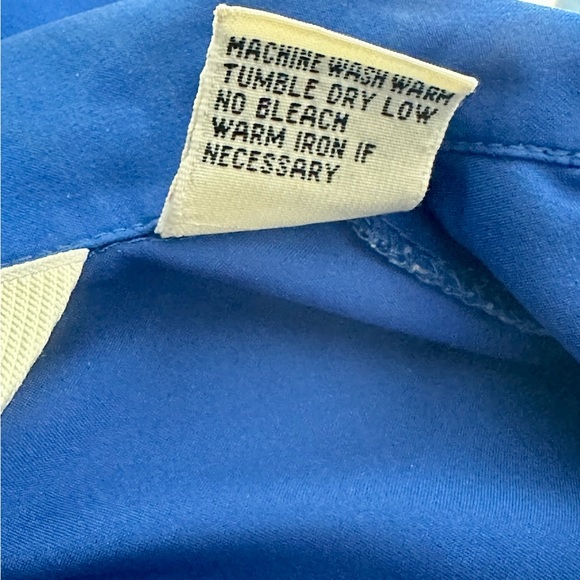 MACHINE WASH WARM
TUMBLE DRY LOW
NO BLEACH
WARM IRON IF
NECESSARY